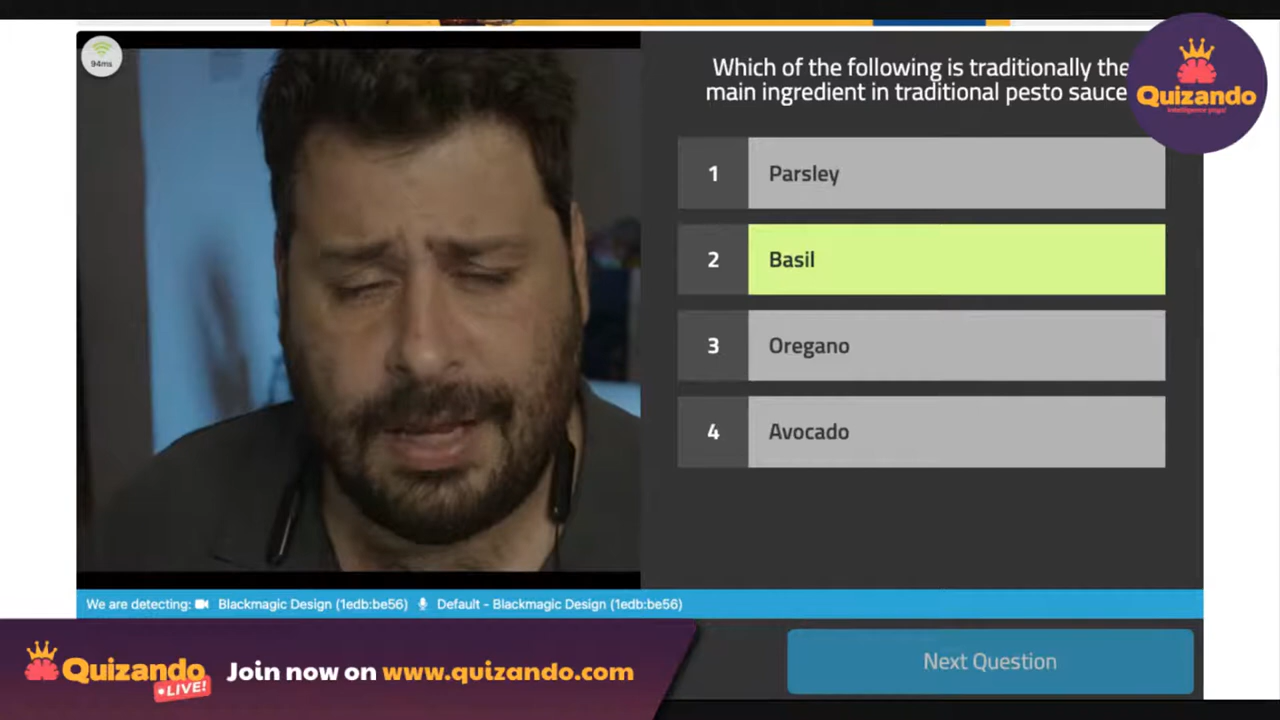 94ms
Which of the following is traditionally the
main ingredient in traditional pesto sauce
Quizando
1 Parsley
2 Basil
3 Oregano
4 Avocado
We are detecting: Blackmagic Design (1edb:be56) Default - Blackmagic Design (1edb:be56)
Next Question
Quizando
LIVE!
Join now on www.quizando.com